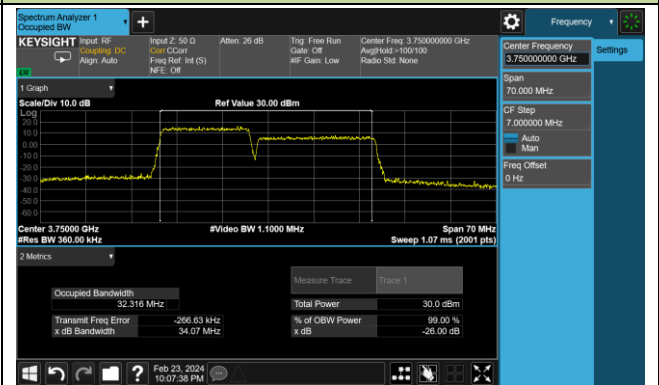 Spectrum Analyzer 1
Occupied BW
Frequency
KEYSIGHT
Input: RF
Coupling: DC
Align: Auto
Input Z: 50 Ω
Corr CCorr
Freq Ref: Int (S)
NFE: Off
Atten: 26 dB
Trig: Free Run
Gate: Off
#IF Gain: Low
Center Freq: 3.750000000 GHz
Avg|Hold:>100/100
Radio Std: None
1 Graph
Scale/Div 10.0 dB
Ref Value 30.00 dBm
Log
20.0
10.0
0.00
-10.0
-20.0
-30.0
-40.0
-50.0
-60.0
Center 3.75000 GHz
#Video BW 1.1000 MHz
Span 70 MHz
#Res BW 360.00 kHz
Sweep 1.07 ms (2001 pts)
2 Metrics
Measure Trace
Trace 1
Occupied Bandwidth
32.316 MHz
Total Power
30.0 dBm
Transmit Freq Error
-266.63 kHz
% of OBW Power
99.00 %
x dB Bandwidth
34.07 MHz
x dB
-26.00 dB
Feb 23, 2024
10:07:38 PM
Center Frequency
3.750000000 GHz
Settings
Span
70.000 MHz
CF Step
7.000000 MHz
Auto
Man
Freq Offset
0 Hz